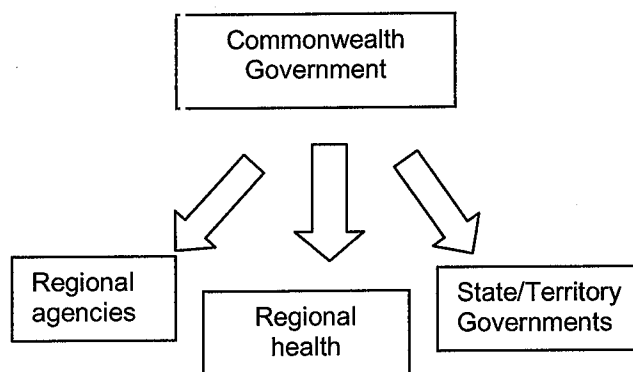 Commonwealth
Government
Regional
agencies
Regional
health
State/Territory
Governments